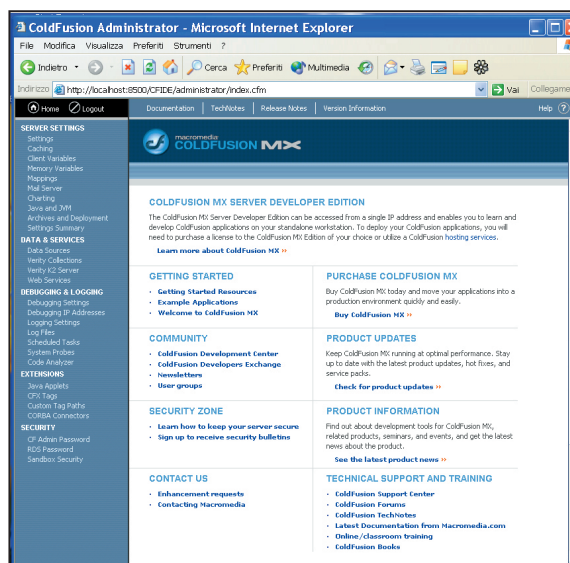 ColdFusion Administrator - Microsoft Internet Explorer
File Modifica Visualizza Preferiti Strumenti ?
Indietro Cerca Preferiti Multimedia
Indirizzo http://localhost:8500/CFIDE/administrator/index.cfm Vai Collegame
Home Logout Documentation TechNotes Release Notes Version Information Help ?
SERVER SETTINGS
Settings
Caching
Client Variables
Memory Variables
Mappings
Mail Server
Charting
Java and JVM
Archives and Deployment
Settings Summary
DATA & SERVICES
Data Sources
Verity Collections
Verity K2 Server
Web Services
DEBUGGING & LOGGING
Debugging Settings
Debugging IP Addresses
Logging Settings
Log Files
Scheduled Tasks
System Probes
Code Analyzer
EXTENSIONS
Java Applets
CFX Tags
Custom Tag Paths
CORBA Connectors
SECURITY
CF Admin Password
RDS Password
Sandbox Security
macromedia
COLDFUSION MX
COLDFUSION MX SERVER DEVELOPER EDITION
The ColdFusion MX Server Developer Edition can be accessed from a single IP address and enables you to learn and
develop ColdFusion applications on your standalone workstation. To deploy your ColdFusion applications, you will
need to purchase a license to the ColdFusion MX Edition of your choice or utilize a ColdFusion hosting services.
Learn more about ColdFusion MX »
GETTING STARTED
· Getting Started Resources
· Example Applications
· Welcome to ColdFusion MX
PURCHASE COLDFUSION MX
Buy ColdFusion MX today and move your applications into a
production environment quickly and easily.
Buy ColdFusion MX »
COMMUNITY
· ColdFusion Development Center
· ColdFusion Developers Exchange
· Newsletters
· User groups
PRODUCT UPDATES
Keep ColdFusion MX running at optimal performance. Stay
up to date with the latest product updates, hot fixes, and
service packs.
Check for product updates »
SECURITY ZONE
· Learn how to keep your server secure
· Sign up to receive security bulletins
PRODUCT INFORMATION
Find out about development tools for ColdFusion MX,
related products, seminars, and events, and get the latest
news about the product.
See the latest product news »
CONTACT US
· Enhancement requests
· Contacting Macromedia
TECHNICAL SUPPORT AND TRAINING
· ColdFusion Support Center
· ColdFusion Forums
· ColdFusion TechNotes
· Latest Documentation from Macromedia.com
· Online/classroom training
· ColdFusion Books